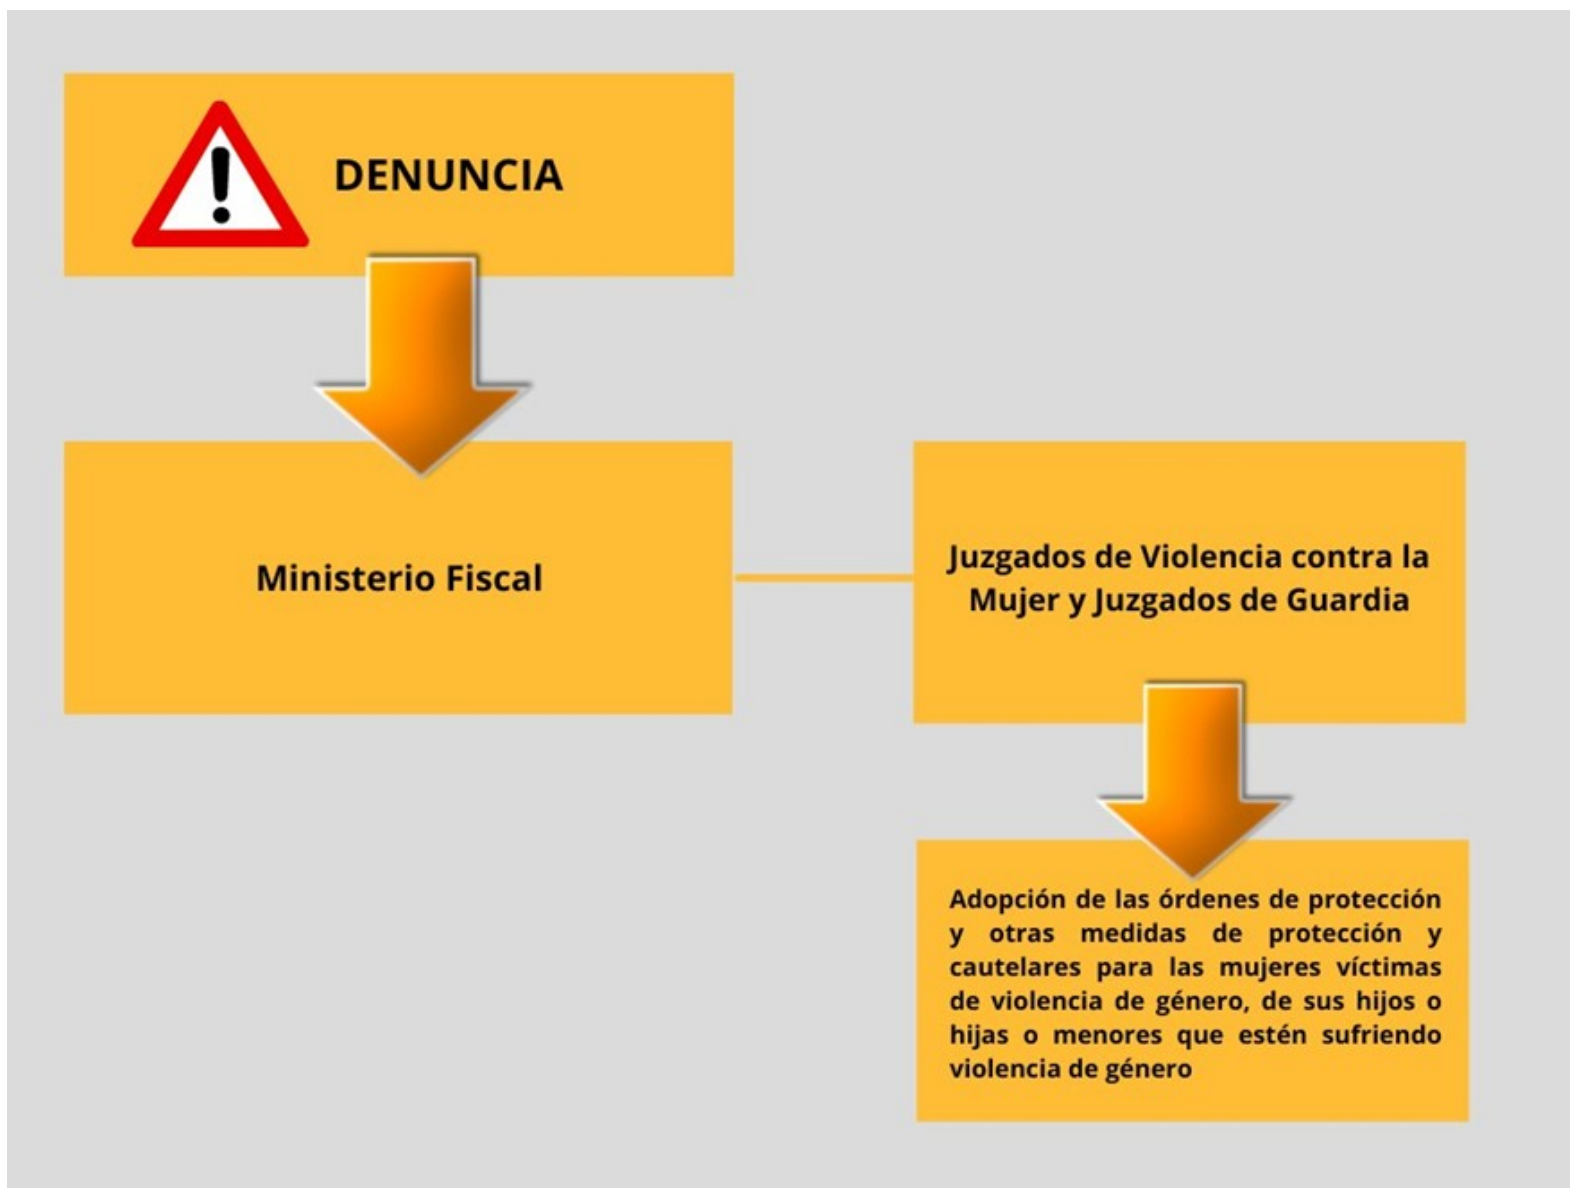 DENUNCIA
Ministerio Fiscal
Juzgados de Violencia contra la
Mujer y Juzgados de Guardia
Adopción de las órdenes de protección
y otras medidas de protección y
cautelares para las mujeres víctimas
de violencia de género, de sus hijos o
hijas o menores que estén sufriendo
violencia de género